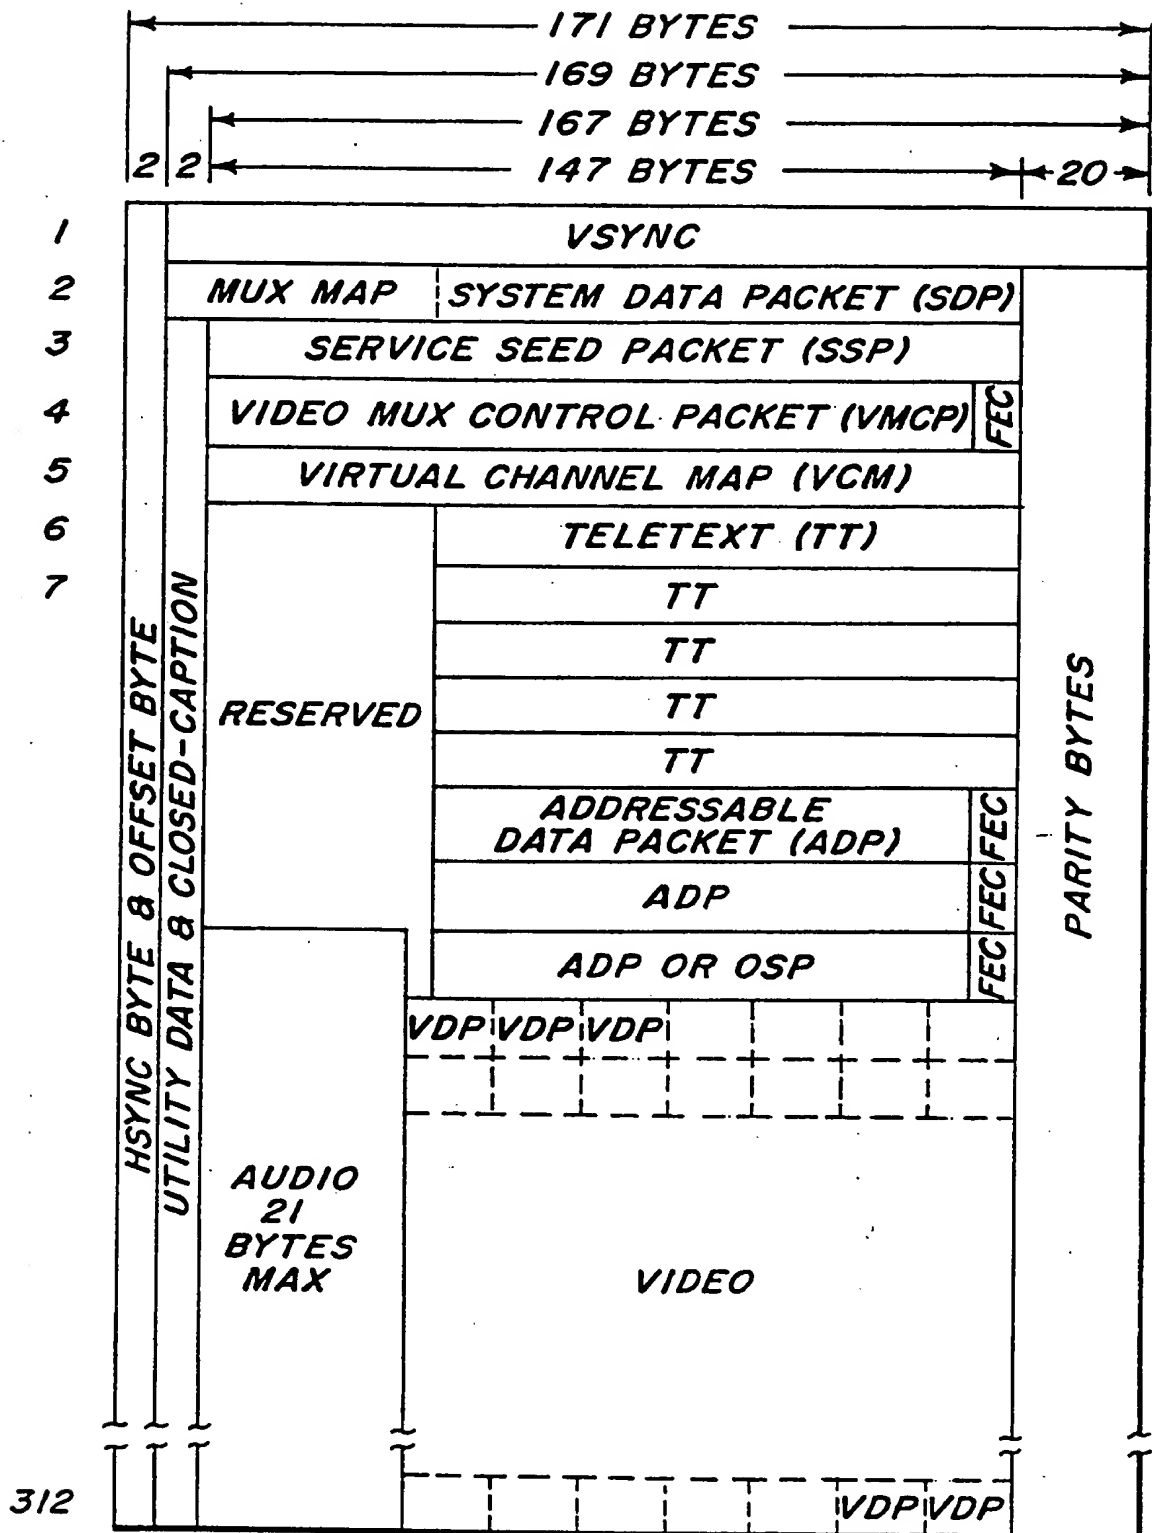 171 BYTES
169 BYTES
167 BYTES
2 2 147 BYTES 20
1 VSYNC
2 MUX MAP SYSTEM DATA PACKET (SDP)
3 SERVICE SEED PACKET (SSP)
4 VIDEO MUX CONTROL PACKET (VMCP) FEC
5 VIRTUAL CHANNEL MAP (VCM)
6 TELETEXT (TT)
7 TT
TT
TT
TT
RESERVED
ADDRESSABLE
DATA PACKET (ADP) FEC
ADP FEC
ADP OR OSP FEC
VDP VDP VDP
HSYNC BYTE & OFFSET BYTE
UTILITY DATA & CLOSED-CAPTION
PARITY BYTES
AUDIO
21
BYTES
MAX
VIDEO
312 VDP VDP